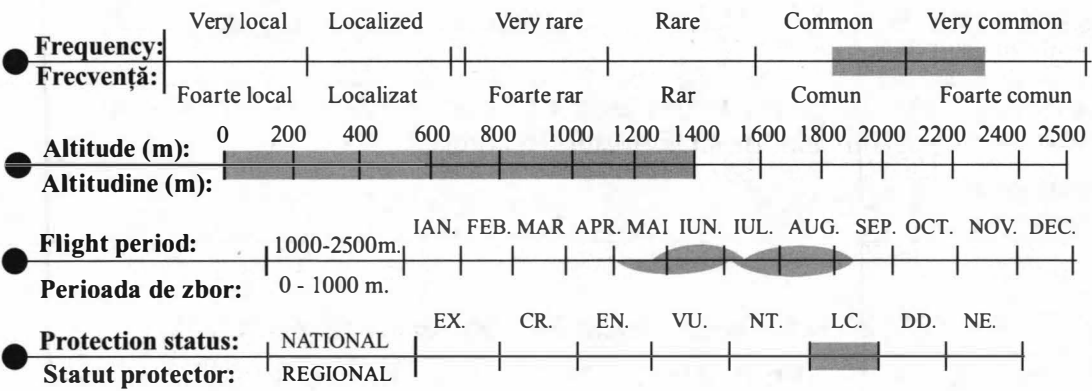 Very local Localized Very rare Rare Common Very common
Frequency:
Frecvență:
Foarte local Localizat Foarte rar Rar Comun Foarte comun
0 200 400 600 800 1000 1200 1400 1600 1800 2000 2200 2400 2500
Altitude (m):
Altitudine (m):
IAN. FEB. MAR APR. MAI IUN. IUL. AUG. SEP. OCT. NOV. DEC.
Flight period: 1000-2500m.
Perioada de zbor: 0 - 1000 m.
EX. CR. EN. VU. NT. LC. DD. NE.
Protection status: NATIONAL
Statut protector: REGIONAL